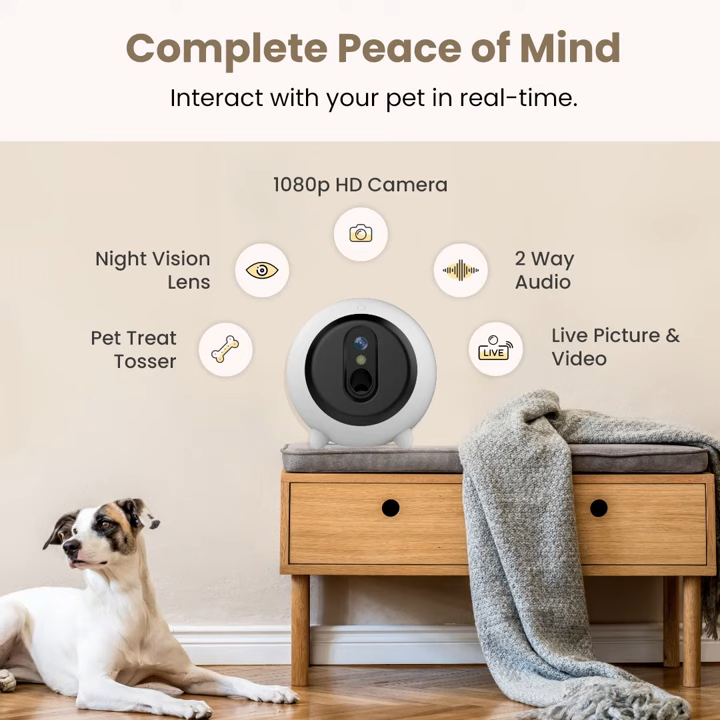 Complete Peace of Mind
Interact with your pet in real-time.
1080p HD Camera
Night Vision
Lens
2 Way
Audio
Pet Treat
Tosser
Live Picture &
Video
LIVE